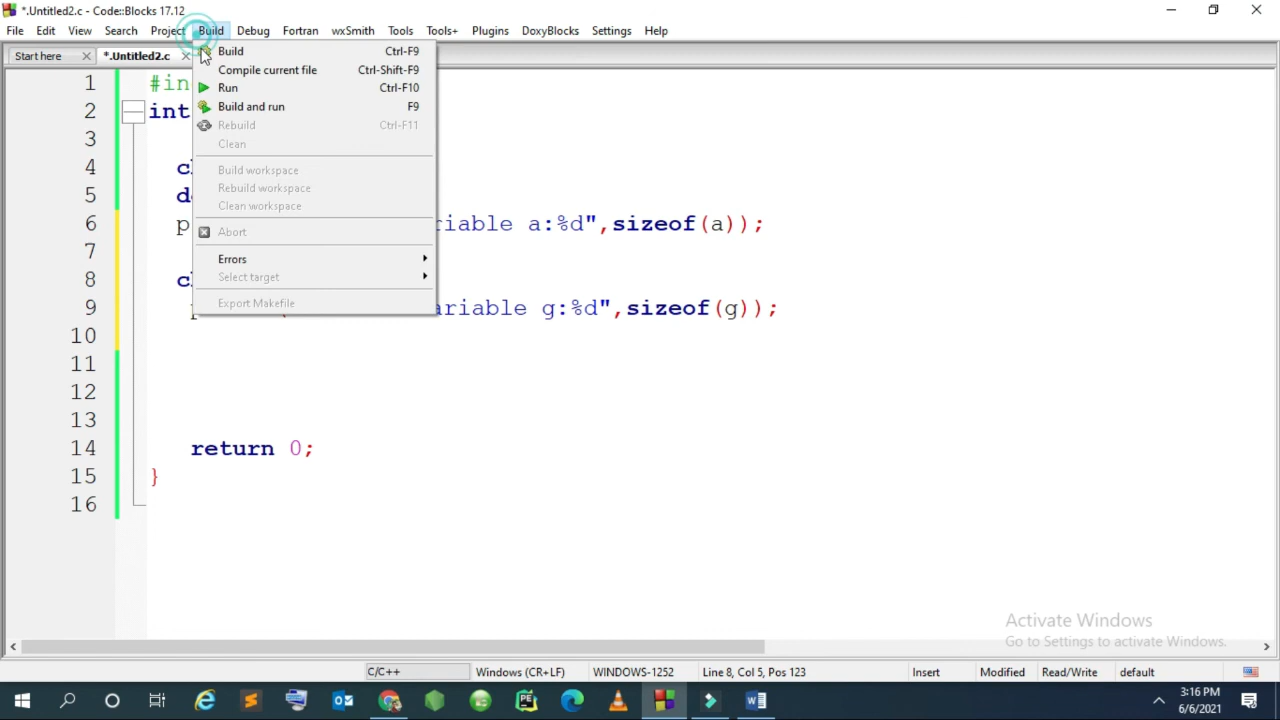 *.Untitled2.c - Code::Blocks 17.12
File Edit View Search Project Build Debug Fortran wxSmith Tools Tools+ Plugins DoxyBlocks Settings Help
Start here *.Untitled2.c
Build Ctrl-F9
Compile current file Ctrl-Shift-F9
Run Ctrl-F10
Build and run F9
Rebuild Ctrl-F11
Clean
Build workspace
Rebuild workspace
Clean workspace
Abort
Errors
Select target
Export Makefile
1 #in
2 int
3
4
5
6 riable a:%d",sizeof(a));
7
8
9 ariable g:%d",sizeof(g));
10
11
12
13
14 return 0;
15 }
16
Activate Windows
Go to Settings to activate Windows.
C/C++ Windows (CR+LF) WINDOWS-1252 Line 8, Col 5, Pos 123 Insert Modified Read/Write default
3:16 PM
6/6/2021